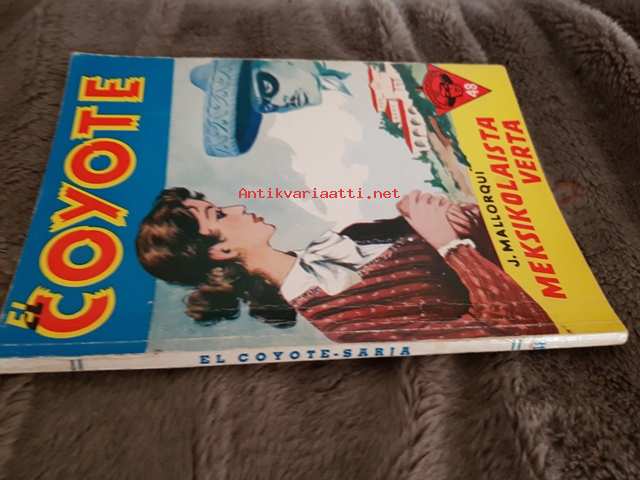 EL
COYOTE
48
J. MALLORQUI
MEKSIKOLAISTA
VERTA
EL COYOTE-SARJA
Antikvariaatti.net